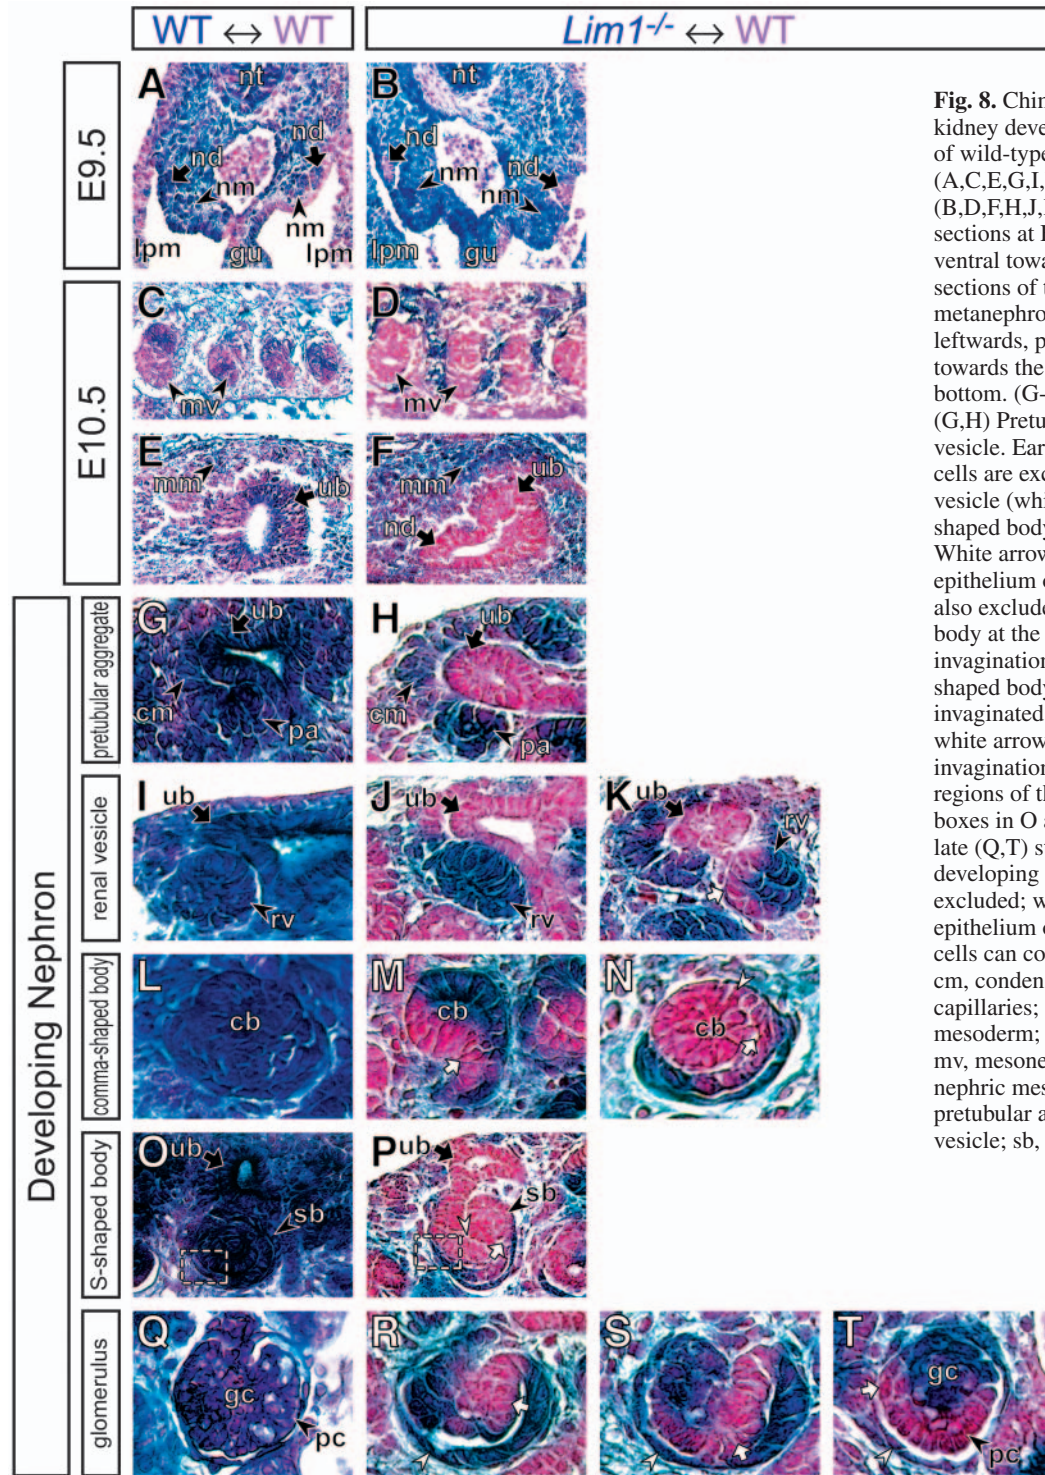 WT ↔ WT
Lim1-/- ↔ WT
E9.5
E10.5
Developing Nephron
pretubular aggregate
renal vesicle
comma-shaped body
S-shaped body
glomerulus
A
nt
nd
nd
nm
nm
lpm
gu
lpm
B
nt
nd
nd
nm
nm
lpm
gu
C
mv
D
mv
E
mm
ub
F
mm
ub
nd
G
ub
cm
pa
H
ub
cm
pa
I
ub
rv
J
ub
rv
K
ub
rv
L
cb
M
cb
N
cb
O
ub
sb
P
ub
sb
Q
gc
pc
R
S
T
gc
pc
Fig. 8. Chin
kidney deve
of wild-type
(A,C,E,G,I,
(B,D,F,H,J,
sections at
ventral towa
sections of t
metanephro
leftwards, p
towards the
bottom. (G-
(G,H) Pretu
vesicle. Ear
cells are exc
vesicle (whi
shaped body
White arrow
epithelium o
also exclude
body at the
invagination
shaped body
invaginated
white arrow
invagination
regions of th
boxes in O a
late (Q,T) st
developing
excluded; w
epithelium o
cells can co
cm, conden
capillaries;
mesoderm;
mv, mesone
nephric mes
pretubular a
vesicle; sb,